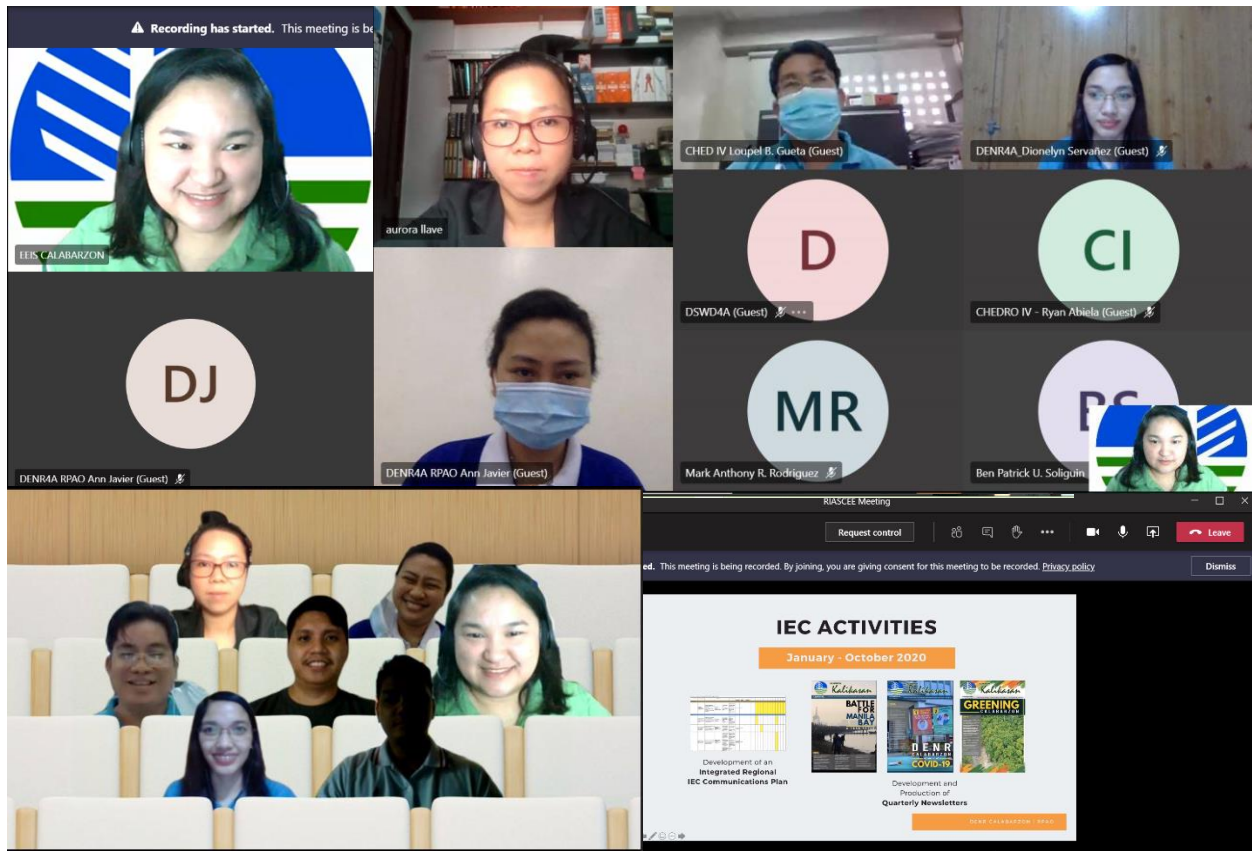 Recording has started. This meeting is be
EEIS CALABARZON
aurora llave
CHED IV Loupel B. Gueta (Guest)
DENR4A_Dionelyn Servañez (Guest)
D
DSWD4A (Guest)
CI
CHEDRO IV - Ryan Abiela (Guest)
DJ
DENR4A RPAO Ann Javier (Guest)
DENR4A RPAO Ann Javier (Guest)
MR
Mark Anthony R. Rodriguez
BS
Ben Patrick U. Soliguin
RIASCEE Meeting
Request control
Leave
ed. This meeting is being recorded. By joining, you are giving consent for this meeting to be recorded. Privacy policy
Dismiss
IEC ACTIVITIES
January - October 2020
Kalikasan
BATTLE
FOR
MANILA
BAY
Kalikasan
DENR
CALABARZON
COVID-19
Kalikasan
GREENING
CALABARZON
Development of an
Integrated Regional
IEC Communications Plan
Development and
Production of
Quarterly Newsletters
DENR CALABARZON | RPAO